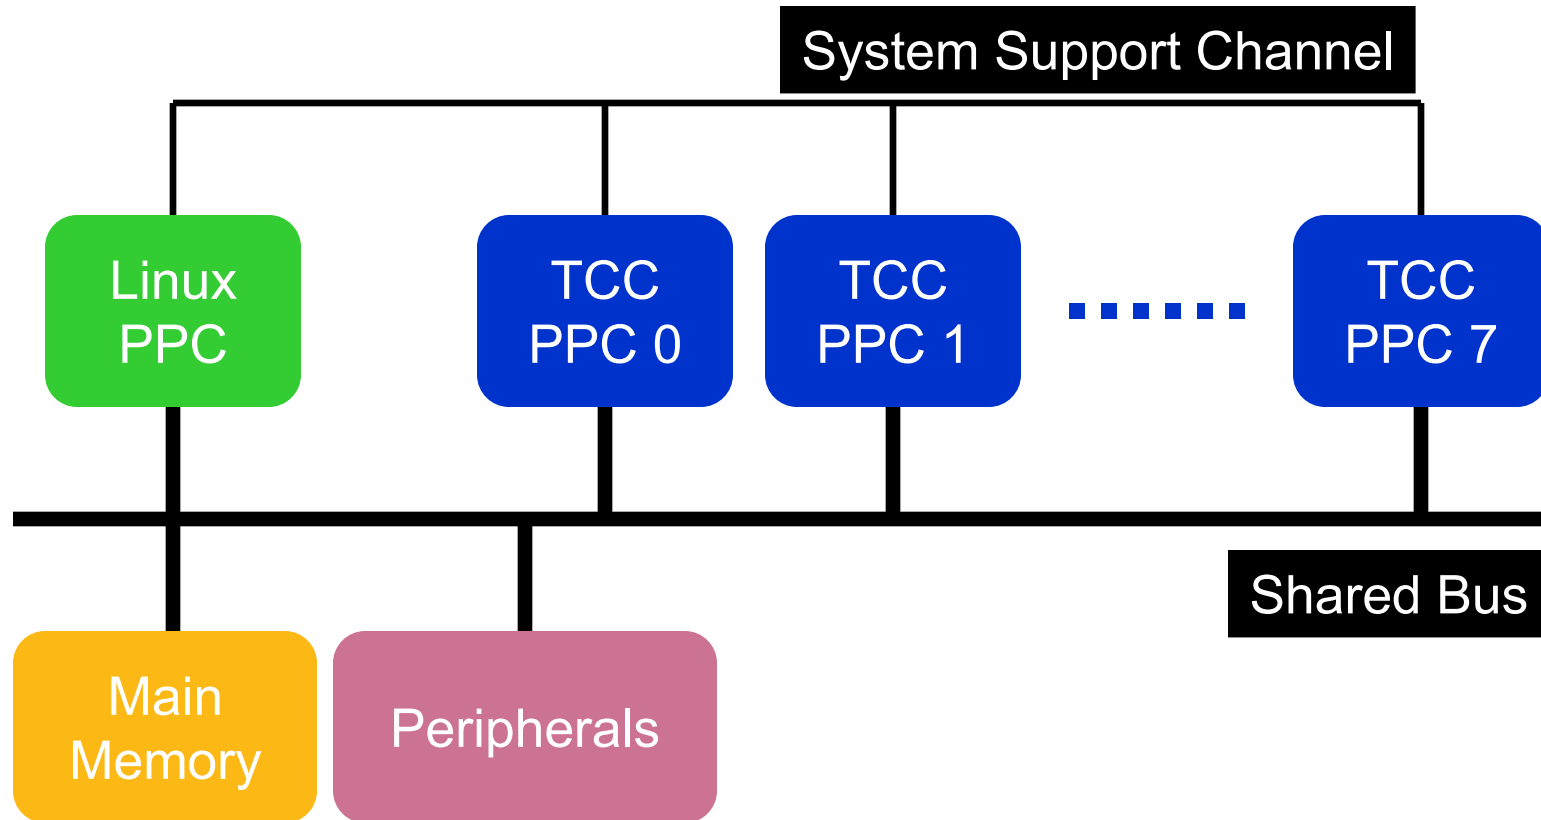 System Support Channel
Linux
PPC
TCC
PPC 0
TCC
PPC 1
TCC
PPC 7
Shared Bus
Main
Memory
Peripherals